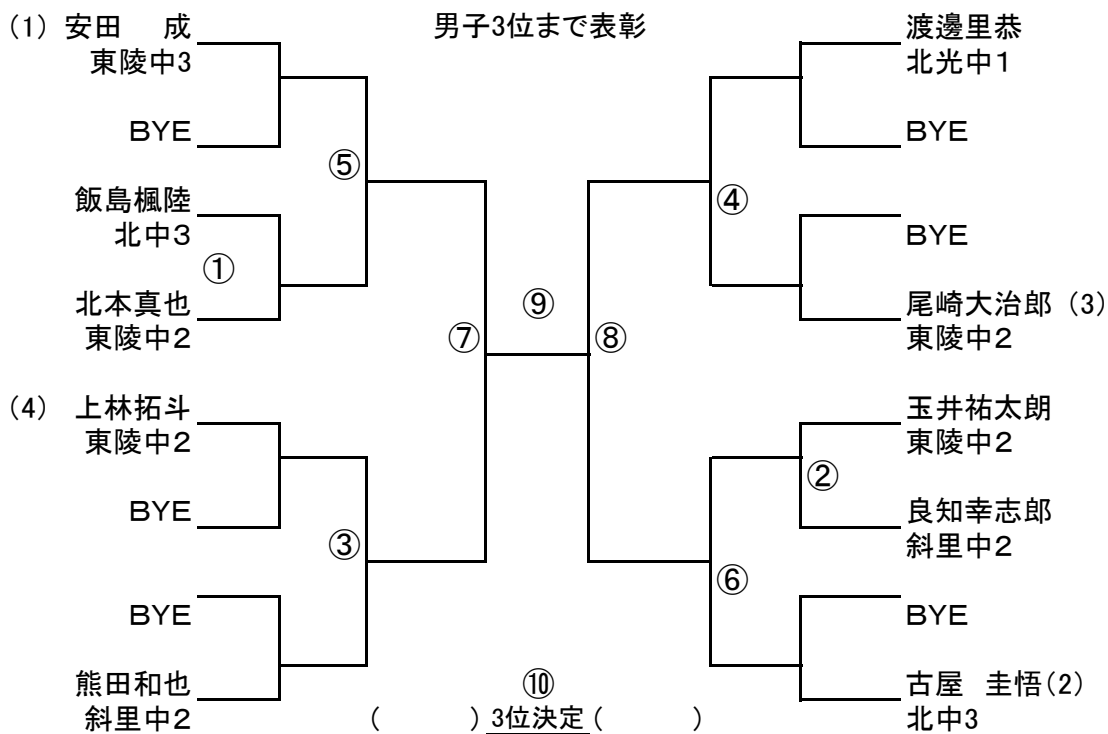 男子3位まで表彰
(1) 安田 成
東陵中3
BYE
⑤
飯島楓陸
北中3
①
北本真也
東陵中2
⑦
(4) 上林拓斗
東陵中2
BYE
③
BYE
熊田和也
斜里中2
⑨
渡邊里恭
北光中1
BYE
④
BYE
尾崎大治郎 (3)
東陵中2
⑧
玉井祐太朗
東陵中2
②
良知幸志郎
斜里中2
⑥
BYE
古屋 圭悟(2)
北中3
⑩
( ) 3位決定 ( )